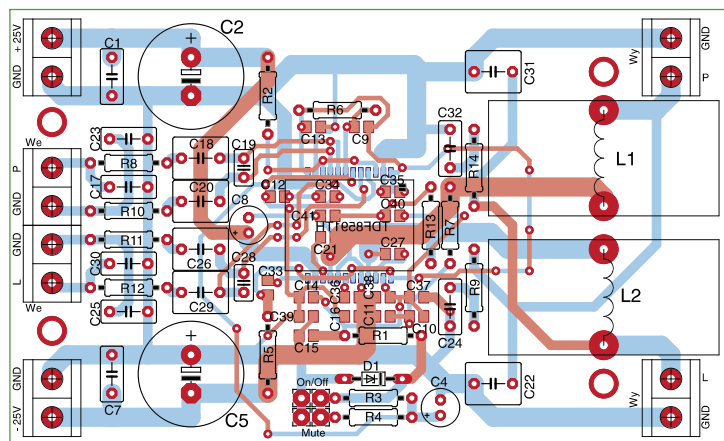 + 25V
GND
C1
C2
+
R2
R6
C13
C9
C31
Wy
GND
P
We
C23
R8
C17
R10
C18
C19
C20
C32
R14
L1
P
GND
GND
L
We
R11
C30
R12
C25
C26
C28
C29
C8
+
C12
C34
C35
C41
C40
TDF8591TH
C21
C27
R13
R7
C33
C14
C36
C38
C37
C39
C16
C11
C10
C15
R1
C24
R9
L2
GND
- 25V
C7
+
C5
R5
On/Off
Mute
D1
R3
R4
C4
+
C22
Wy
L
GND